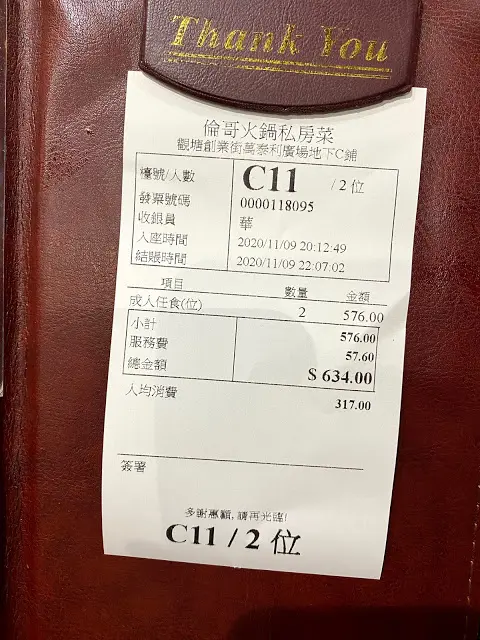 Thank You
倫哥火鍋私房菜
觀塘創業街萬泰利廣場地下C鋪
檯號/人數 C11 / 2 位
發票號碼 0000118095
收銀員 華
入座時間 2020/11/09 20:12:49
結賬時間 2020/11/09 22:07:02
項目 數量 金額
成人任食(位) 2 576.00
小計 576.00
服務費 57.60
總金額 $ 634.00
人均消費 317.00
簽署
多謝惠顧, 請再光臨!
C11 / 2 位